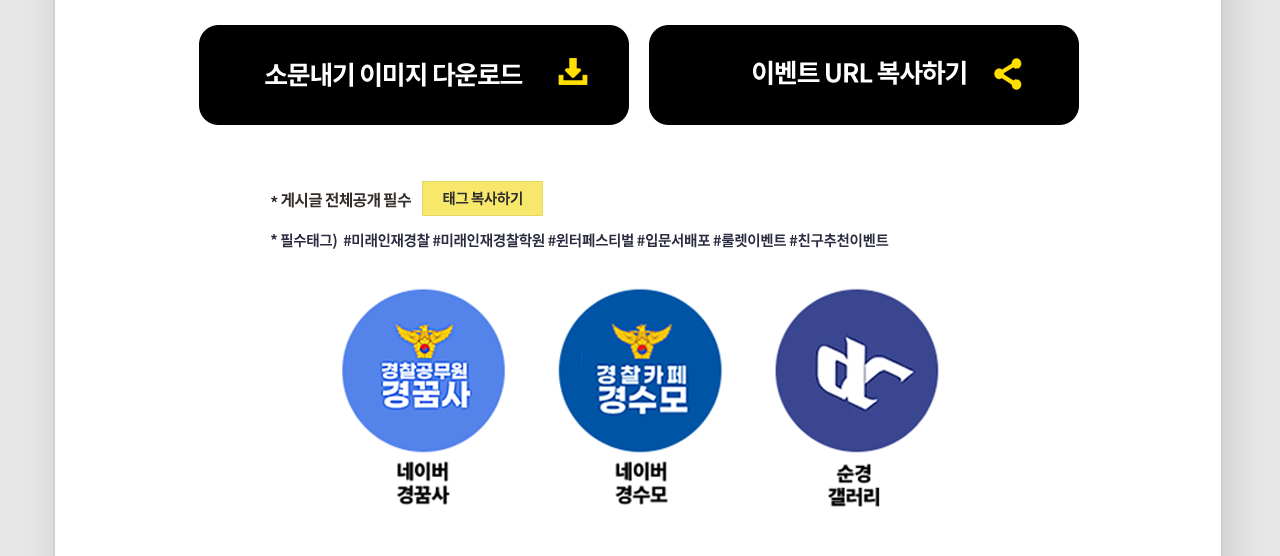 소문내기 이미지 다운로드
이벤트 URL 복사하기
* 게시글 전체공개 필수
태그 복사하기
* 필수태그) #미래인재경찰 #미래인재경찰학원 #윈터페스티벌 #입문서배포 #룰렛이벤트 #친구추천이벤트
경찰공무원
경꿈사
경찰카페
경수모
dc
네이버
경꿈사
네이버
경수모
순경
갤러리